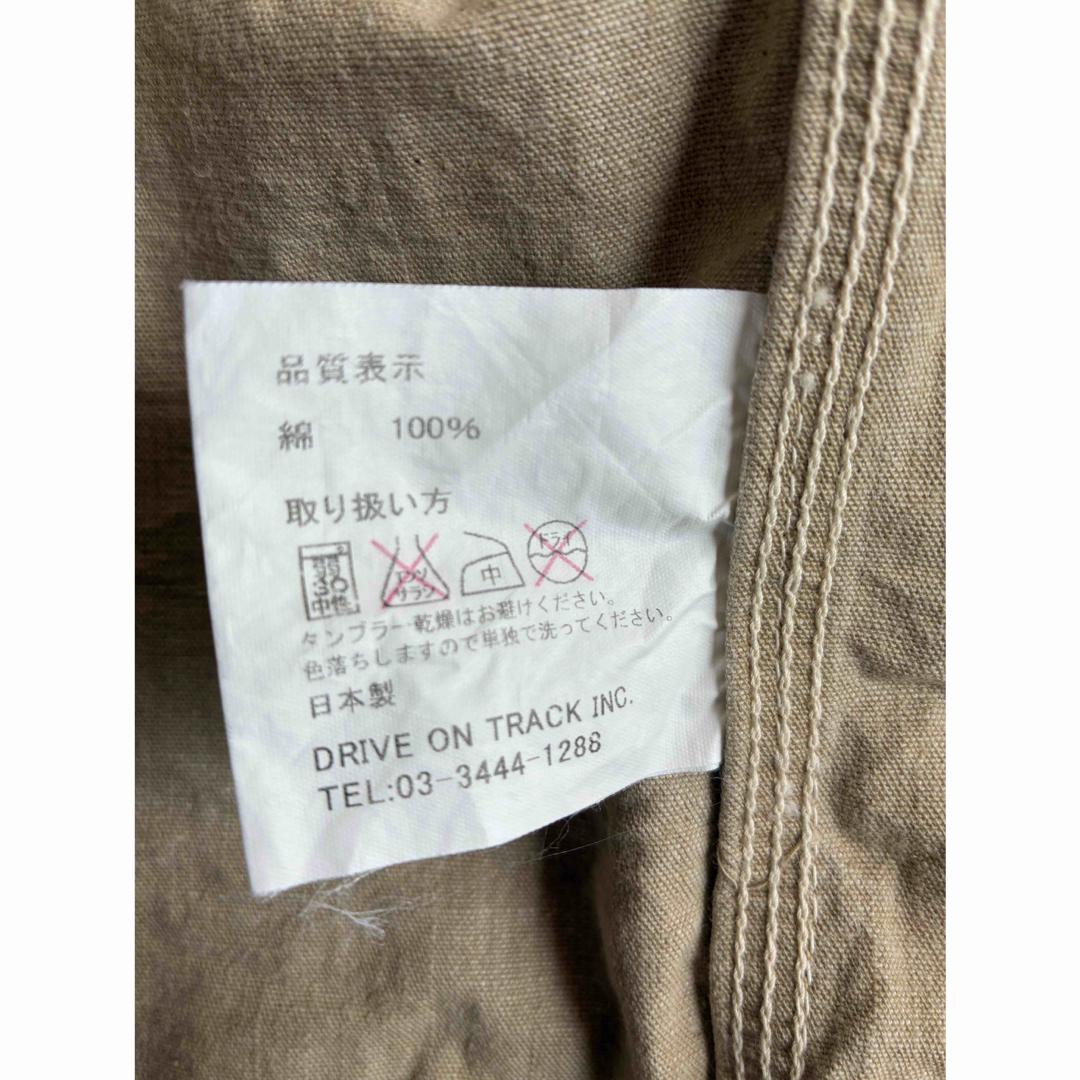 品質表示
綿 100%
取り扱い方
弱
30
中性
エンソ
サラシ
中
ドライ
タンブラー乾燥はお避けください。
色落ちしますので単独で洗ってください。
日本製
DRIVE ON TRACK INC.
TEL:03-3444-1288